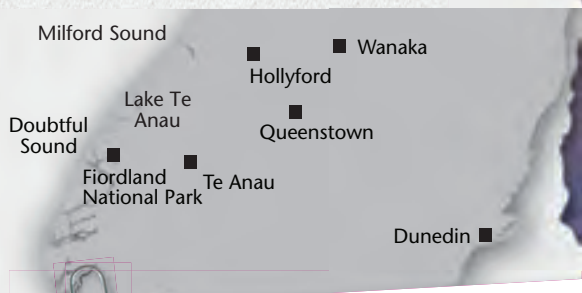 Milford Sound
Wanaka
Hollyford
Lake Te
Anau
Doubtful
Sound
Queenstown
Fiordland
National Park
Te Anau
Dunedin